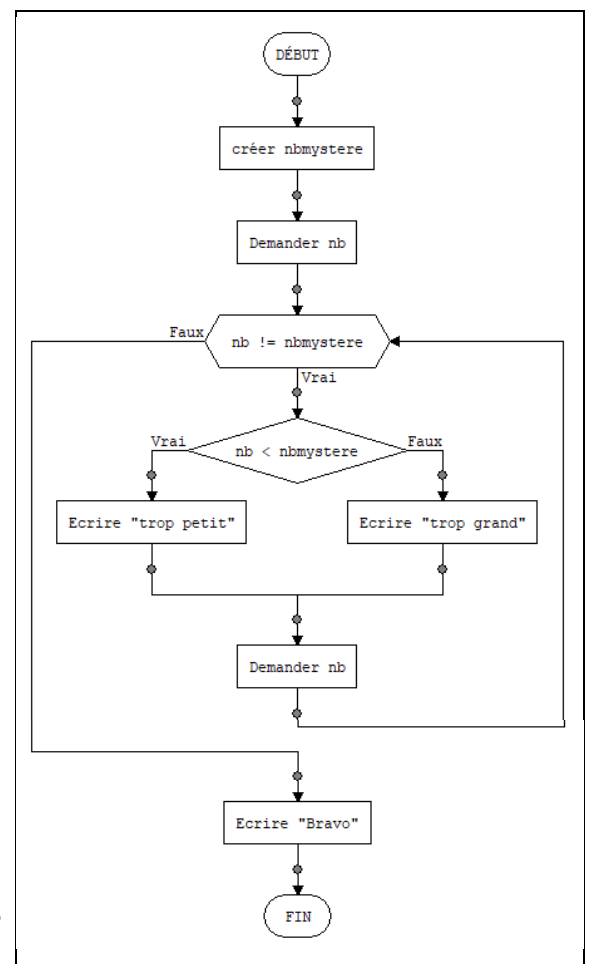 DÉBUT
créer nbmystere
Demander nb
Faux
nb != nbmystere
Vrai
Vrai
nb < nbmystere
Faux
Ecrire "trop petit"
Ecrire "trop grand"
Demander nb
Ecrire "Bravo"
FIN